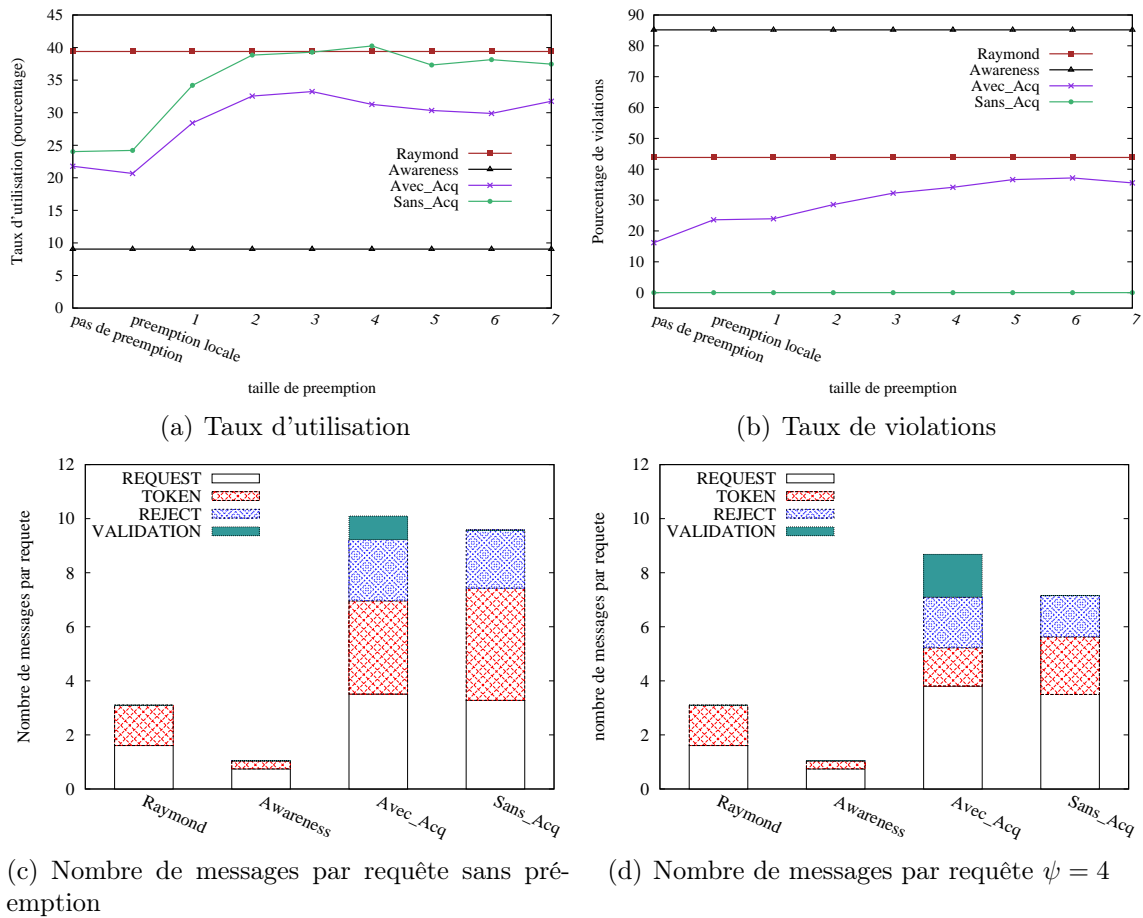 45
40
35
30
25
20
15
10
5
0
Taux d'utilisation (pourcentage)
Raymond
Awareness
Avec_Acq
Sans_Acq
pas de preemption
preemption locale
1
2
3
4
5
6
7
taille de preemption
(a) Taux d'utilisation
90
80
70
60
50
40
30
20
10
0
Pourcentage de violations
Raymond
Awareness
Avec_Acq
Sans_Acq
pas de preemption
preemption locale
1
2
3
4
5
6
7
taille de preemption
(b) Taux de violations
12
10
8
6
4
2
0
Nombre de messages par requete
REQUEST
TOKEN
REJECT
VALIDATION
Raymond
Awareness
Avec_Acq
Sans_Acq
(c) Nombre de messages par requête sans pré-
emption
12
10
8
6
4
2
0
nombre de messages par requete
REQUEST
TOKEN
REJECT
VALIDATION
Raymond
Awareness
Avec_Acq
Sans_Acq
(d) Nombre de messages par requête ψ = 4